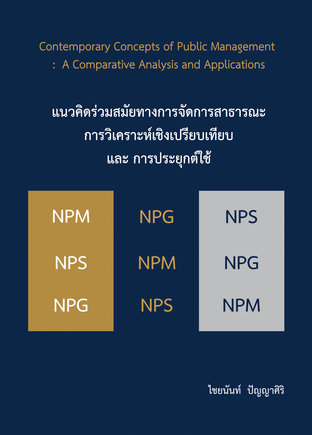 Contemporary Concepts of Public Management
: A Comparative Analysis and Applications
แนวคิดร่วมสมัยทางการจัดการสาธารณะ
การวิเคราะห์เชิงเปรียบเทียบ
และ การประยุกต์ใช้
NPM NPG NPS
NPS NPM NPG
NPG NPS NPM
ไชยนันท์ ปัญญาศิริ